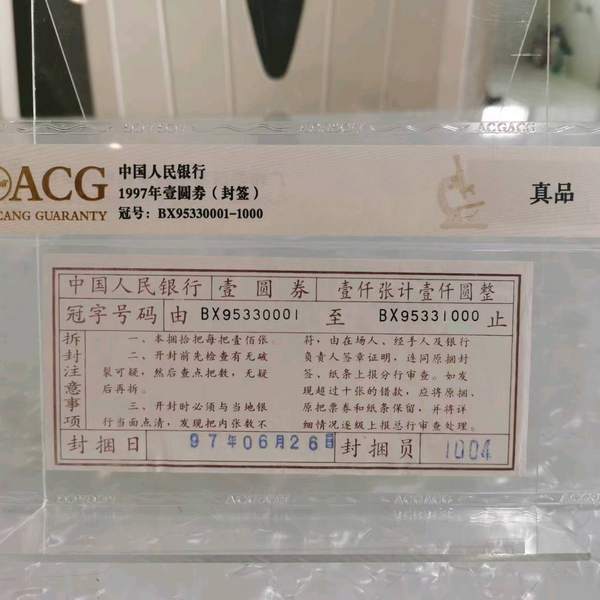 ACG
CANG GUARANTY
中国人民银行
1997年壹圆券（封签）
冠号：BX95330001-1000
真品
ACGACG
中国人民银行 壹圆券 壹仟张计壹仟圆整
冠字号码 由 BX95330001 至 BX95331000 止
拆封注意事项
一、本捆拾把每把壹佰张。
二、开封前先检查有无破
裂可疑，然后查点把数，无疑
后再拆。
三、开封时必须与当地银
行当面点清，发现把内张数不
符，由在场人、经手人及银行
负责人签章证明，连同原捆封
签、纸条上报分行审查。如发
现超过十张的错款，应将原捆、
原把票券和纸条保留，并将详
细情况逐级上报总行审查处理。
封捆日 97年06月26 封捆员 1004
ACGACG